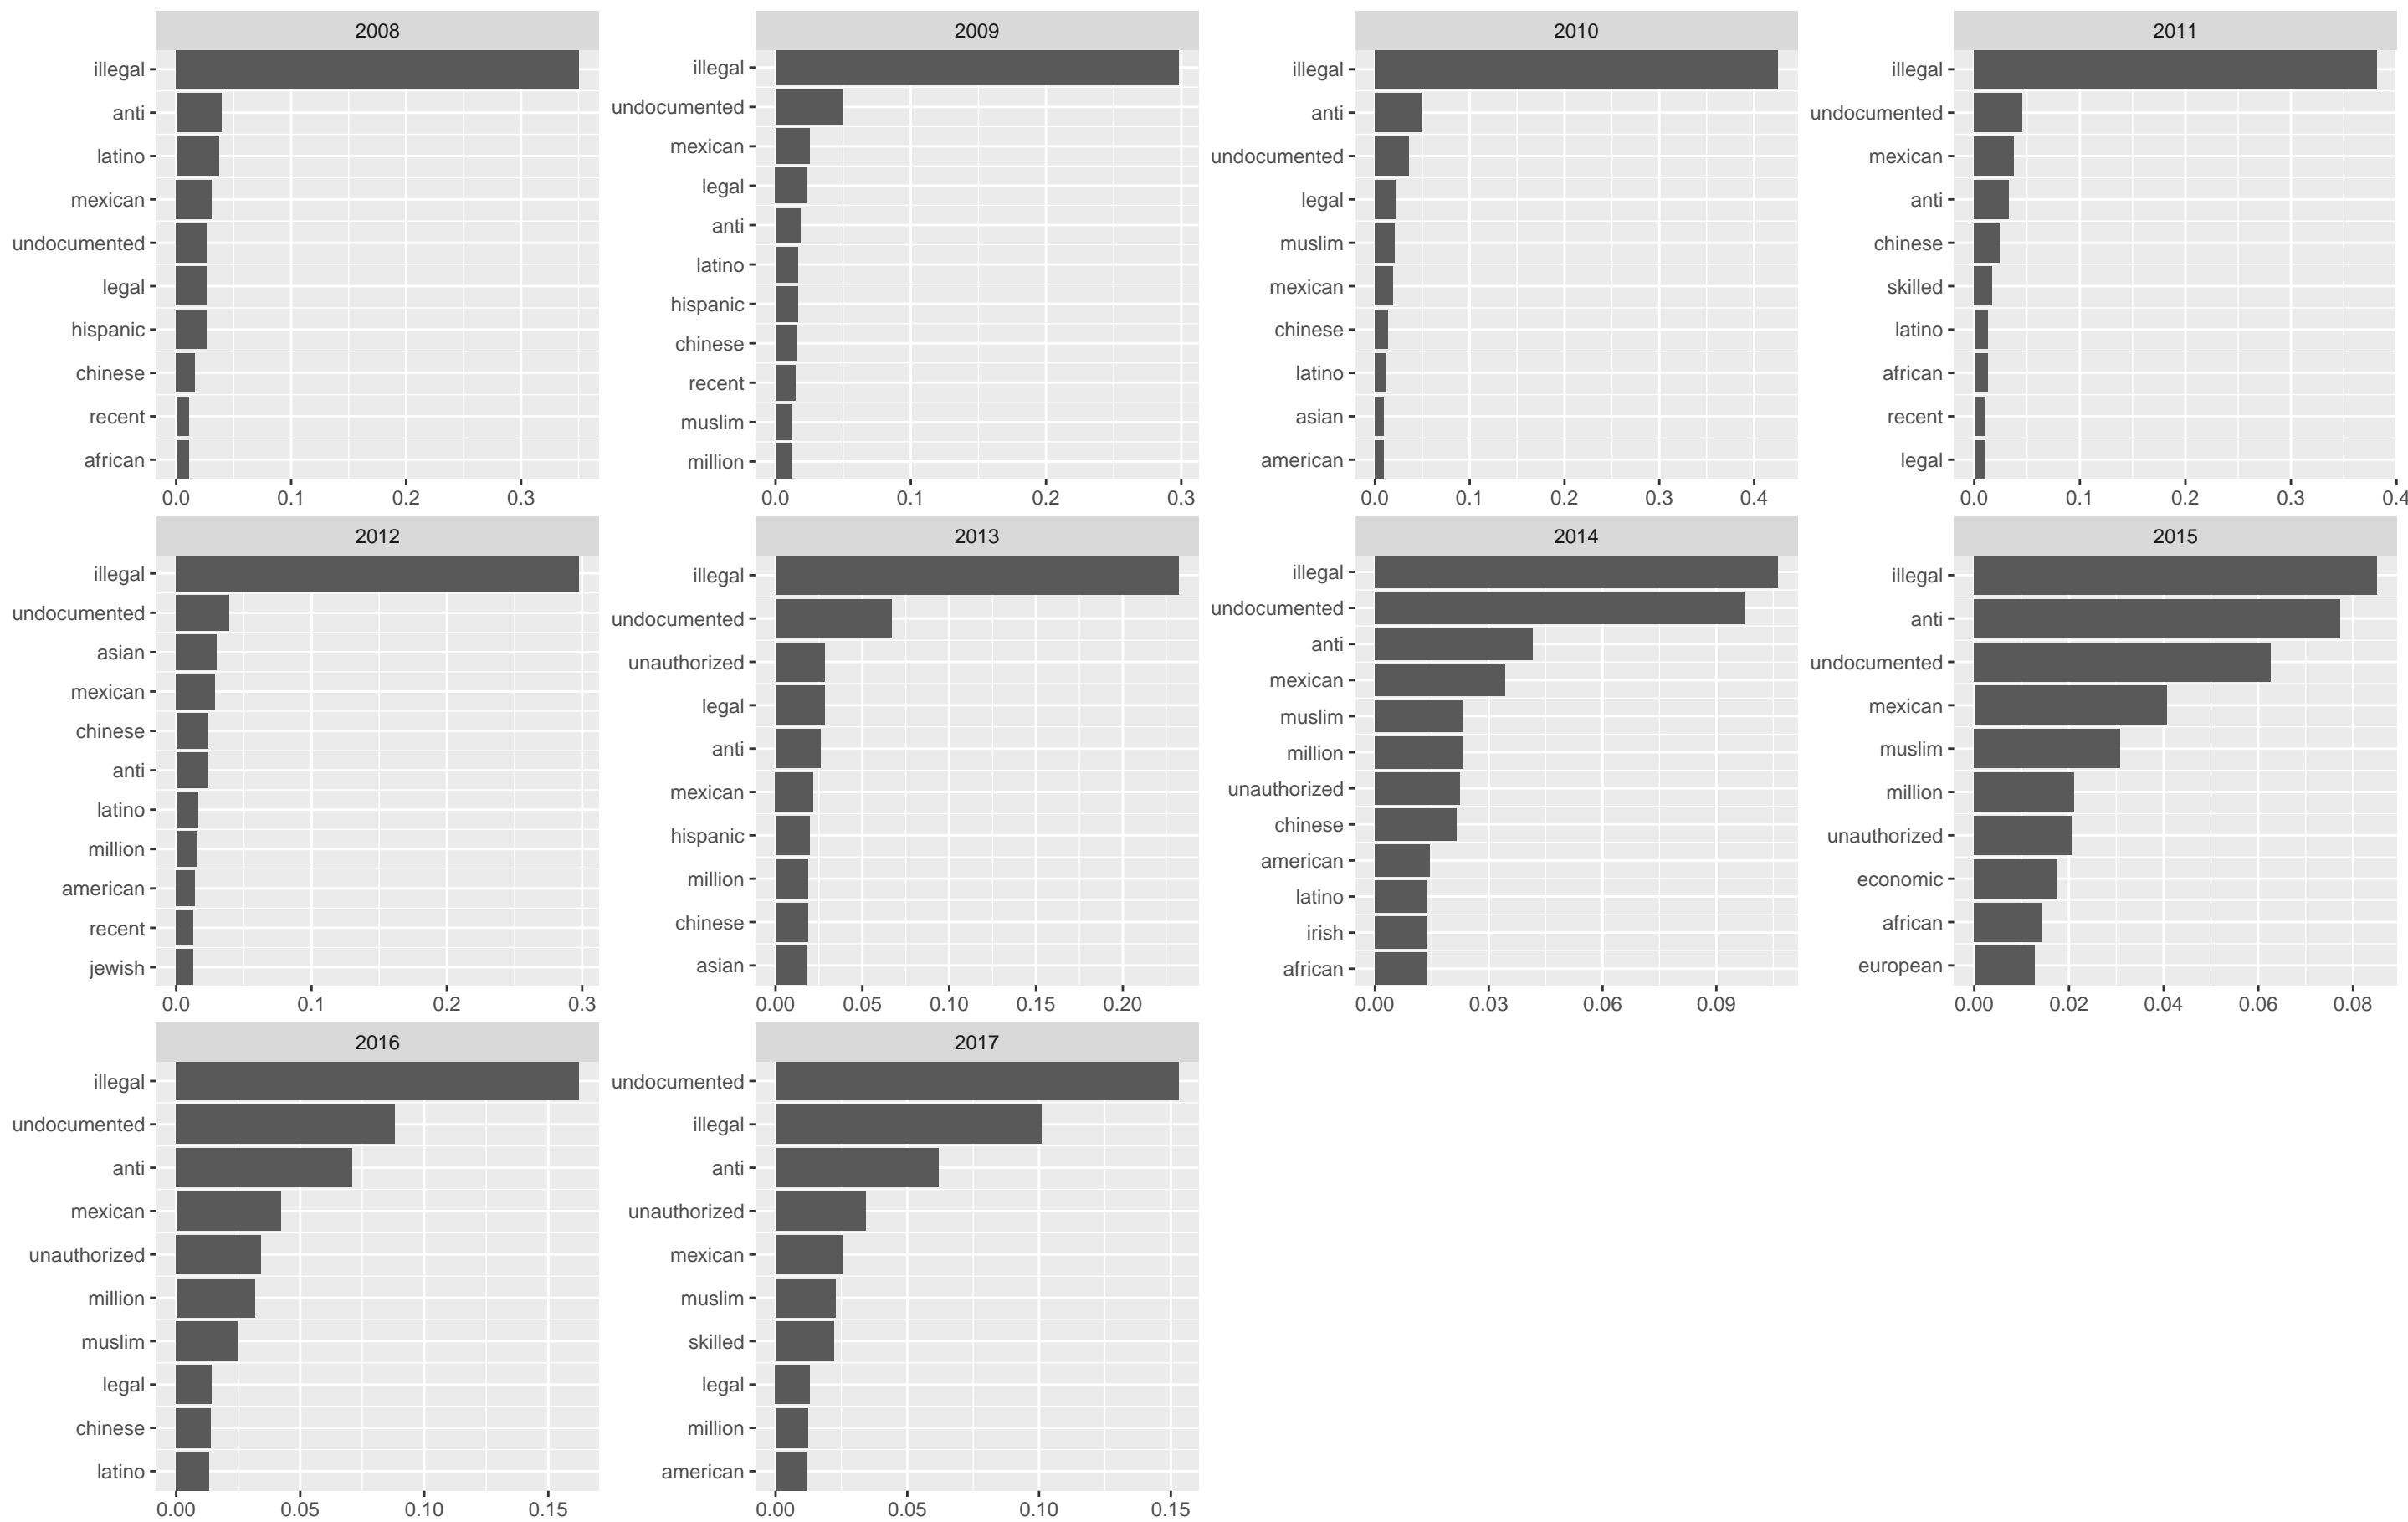 2008
illegal
anti
latino
mexican
undocumented
legal
hispanic
chinese
recent
african
0.0 0.1 0.2 0.3
2009
illegal
undocumented
mexican
legal
anti
latino
hispanic
chinese
recent
muslim
million
0.0 0.1 0.2 0.3
2010
illegal
anti
undocumented
legal
muslim
mexican
chinese
latino
asian
american
0.0 0.1 0.2 0.3 0.4
2011
illegal
undocumented
mexican
anti
chinese
skilled
latino
african
recent
legal
0.0 0.1 0.2 0.3 0.4
2012
illegal
undocumented
asian
mexican
chinese
anti
latino
million
american
recent
jewish
0.0 0.1 0.2 0.3
2013
illegal
undocumented
unauthorized
legal
anti
mexican
hispanic
million
chinese
asian
0.00 0.05 0.10 0.15 0.20
2014
illegal
undocumented
anti
mexican
muslim
million
unauthorized
chinese
american
latino
irish
african
0.00 0.03 0.06 0.09
2015
illegal
anti
undocumented
mexican
muslim
million
unauthorized
economic
african
european
0.00 0.02 0.04 0.06 0.08
2016
illegal
undocumented
anti
mexican
unauthorized
million
muslim
legal
chinese
latino
0.00 0.05 0.10 0.15
2017
undocumented
illegal
anti
unauthorized
mexican
muslim
skilled
legal
million
american
0.00 0.05 0.10 0.15